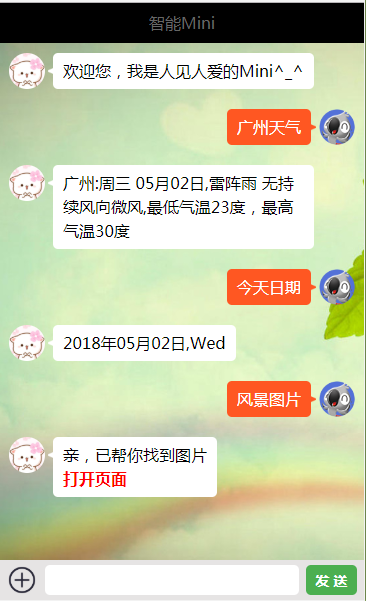 智能Mini
欢迎您，我是人见人爱的Mini^_^
广州天气
广州:周三 05月02日,雷阵雨 无持
续风向微风,最低气温23度，最高
气温30度
今天日期
2018年05月02日,Wed
风景图片
亲，已帮你找到图片
打开页面
发 送